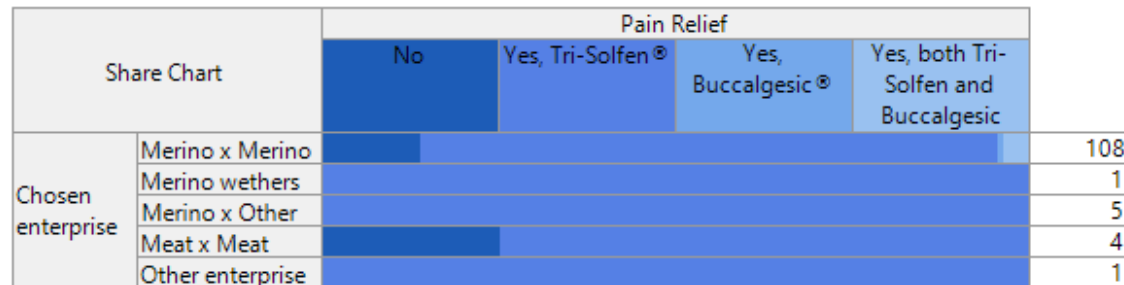 Pain Relief
Share Chart
No
Yes, Tri-Solfen®
Yes,
Buccalgesic®
Yes, both Tri-
Solfen and
Buccalgesic
Chosen
enterprise
Merino x Merino 108
Merino wethers 1
Merino x Other 5
Meat x Meat 4
Other enterprise 1